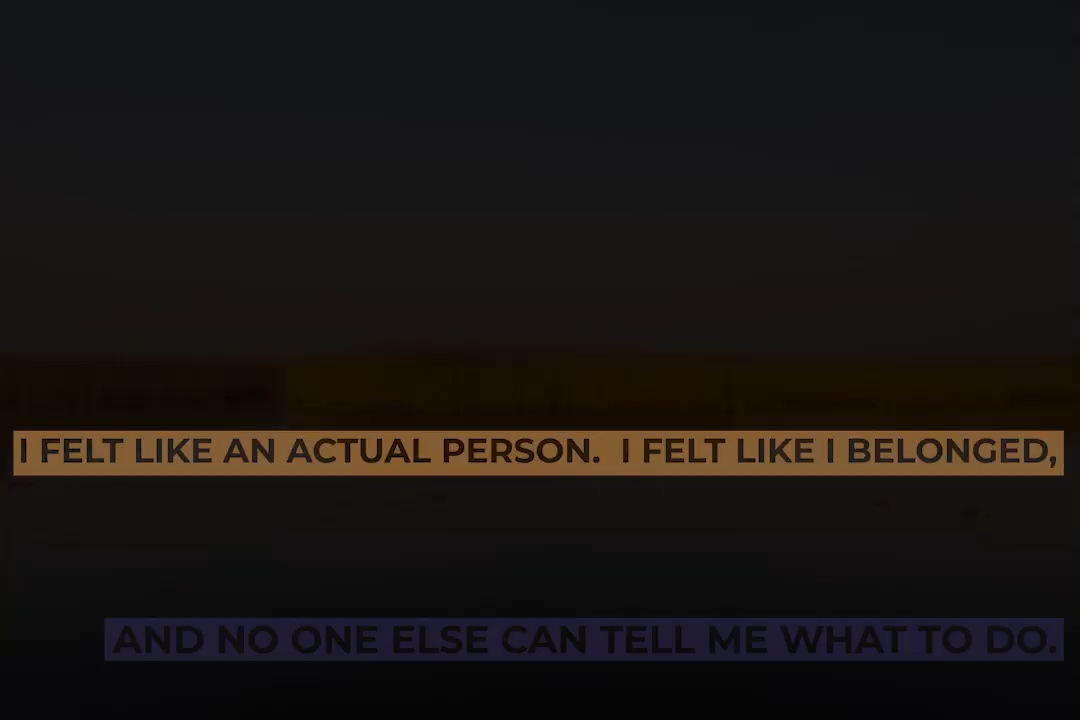 I FELT LIKE AN ACTUAL PERSON.  I FELT LIKE I BELONGED,
AND NO ONE ELSE CAN TELL ME WHAT TO DO.